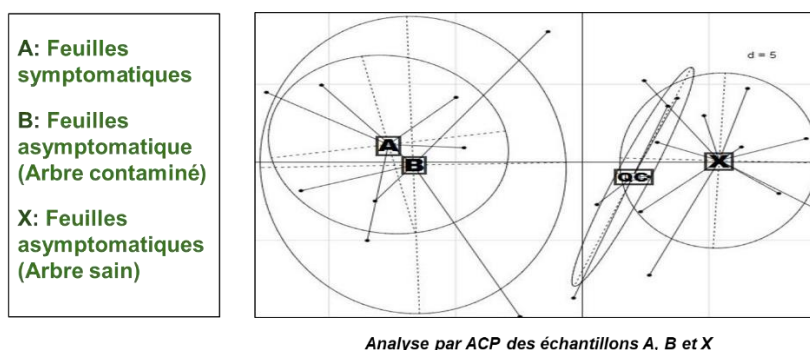 A: Feuilles
symptomatiques
B: Feuilles
asymptomatique
(Arbre contaminé)
X: Feuilles
asymptomatiques
(Arbre sain)
d = 5
A
B
QC
X
Analyse par ACP des échantillons A, B et X